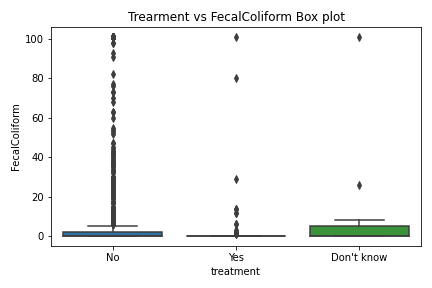 Trearment vs FecalColiform Box plot
100
80
60
40
20
0
FecalColiform
No Yes Don't know
treatment